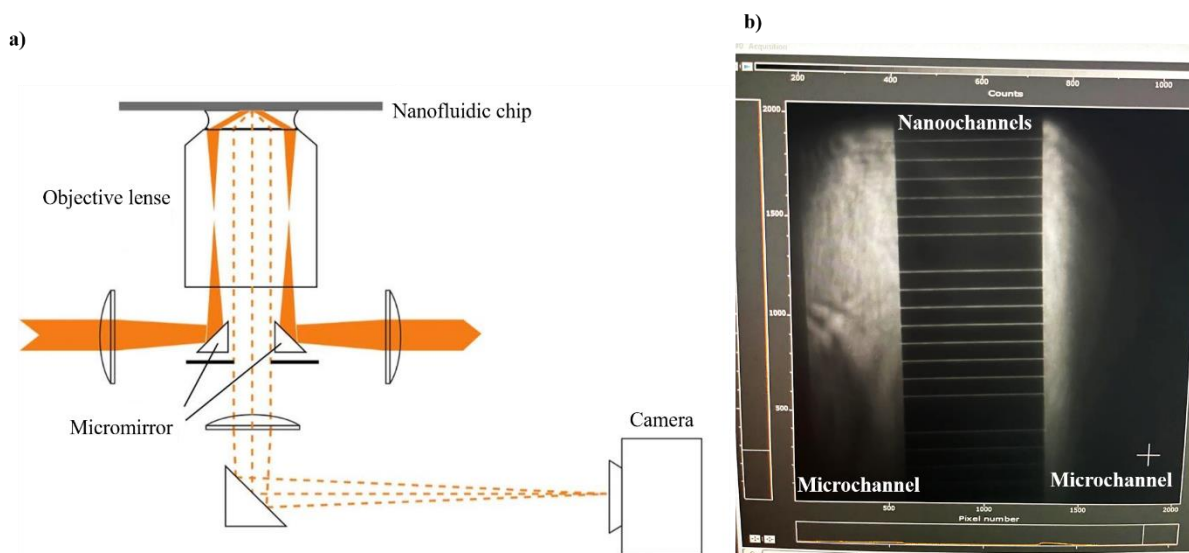 a)
Nanofluidic chip
Objective lense
Micromirror
Camera
b)
Acquisition
200 400 600 800 1000
Counts
2000
1500
1000
500
Nanoochannels
Microchannel
Microchannel
500 1000 1500 2000
Pixel number